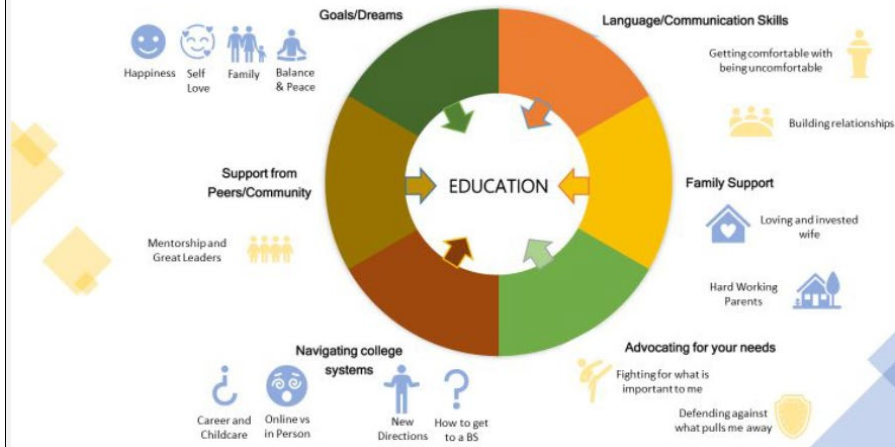 Goals/Dreams
Happiness
Self
Love
Family
Balance
& Peace
Language/Communication Skills
Getting comfortable with
being uncomfortable
Building relationships
Support from
Peers/Community
Mentorship and
Great Leaders
EDUCATION
Family Support
Loving and invested
wife
Hard Working
Parents
Navigating college
systems
Career and
Childcare
Online vs
in Person
New
Directions
How to get
to a BS
Advocating for your needs
Fighting for what is
important to me
Defending against
what pulls me away